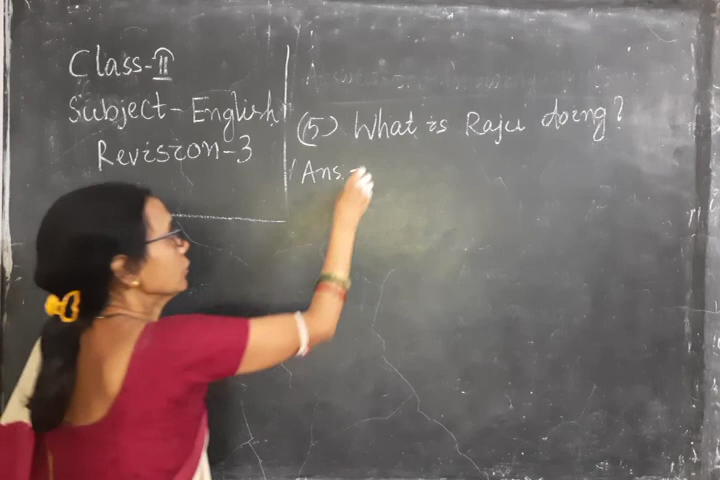 Class-II
Subject-English
Revision-3
(5) What is Raju doing?
Ans-